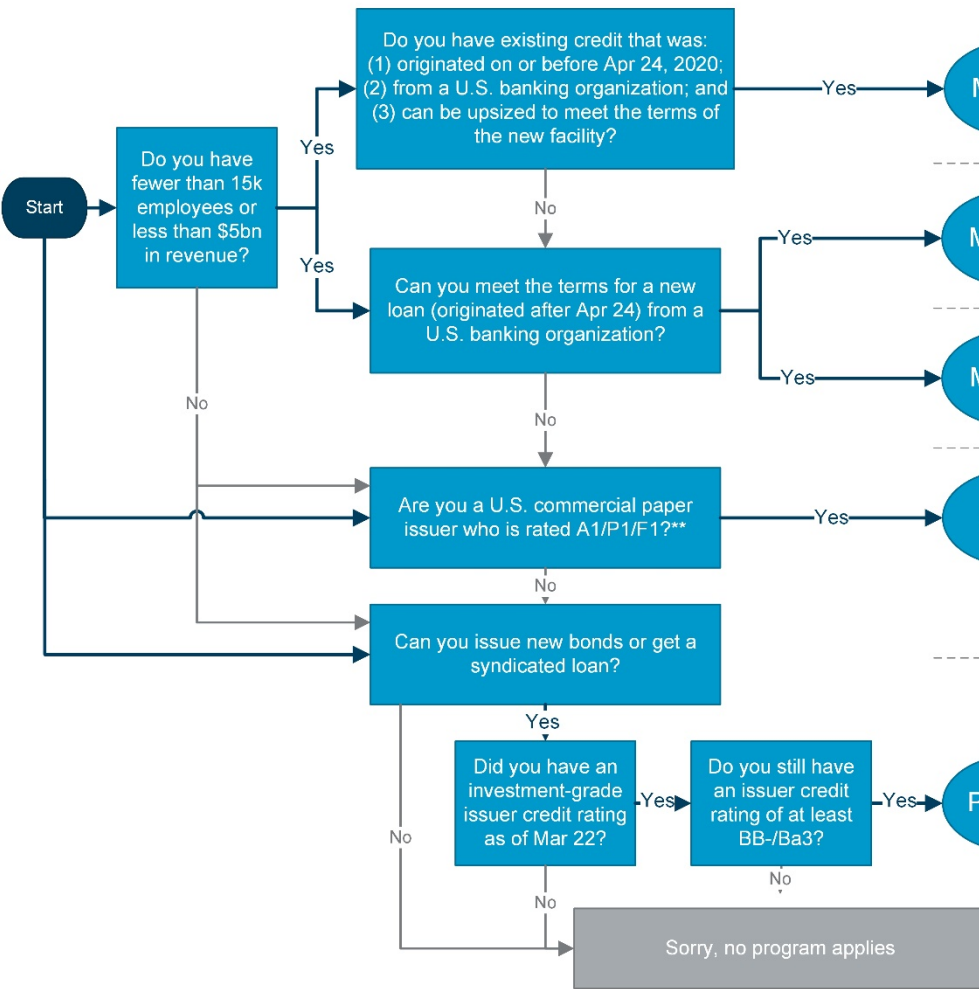 Do you have existing credit that was:
(1) originated on or before Apr 24, 2020;
(2) from a U.S. banking organization; and
(3) can be upsized to meet the terms of
the new facility?
Yes
M
Yes
Do you have
fewer than 15k
employees or
less than $5bn
in revenue?
Start
No
Yes
Yes
M
Can you meet the terms for a new
loan (originated after Apr 24) from a
U.S. banking organization?
Yes
M
No
No
Are you a U.S. commercial paper
issuer who is rated A1/P1/F1?**
Yes
No
Can you issue new bonds or get a
syndicated loan?
Yes
Did you have an
investment-grade
issuer credit rating
as of Mar 22?
Yes
Do you still have
an issuer credit
rating of at least
BB-/Ba3?
Yes
P
No
No
No
Sorry, no program applies